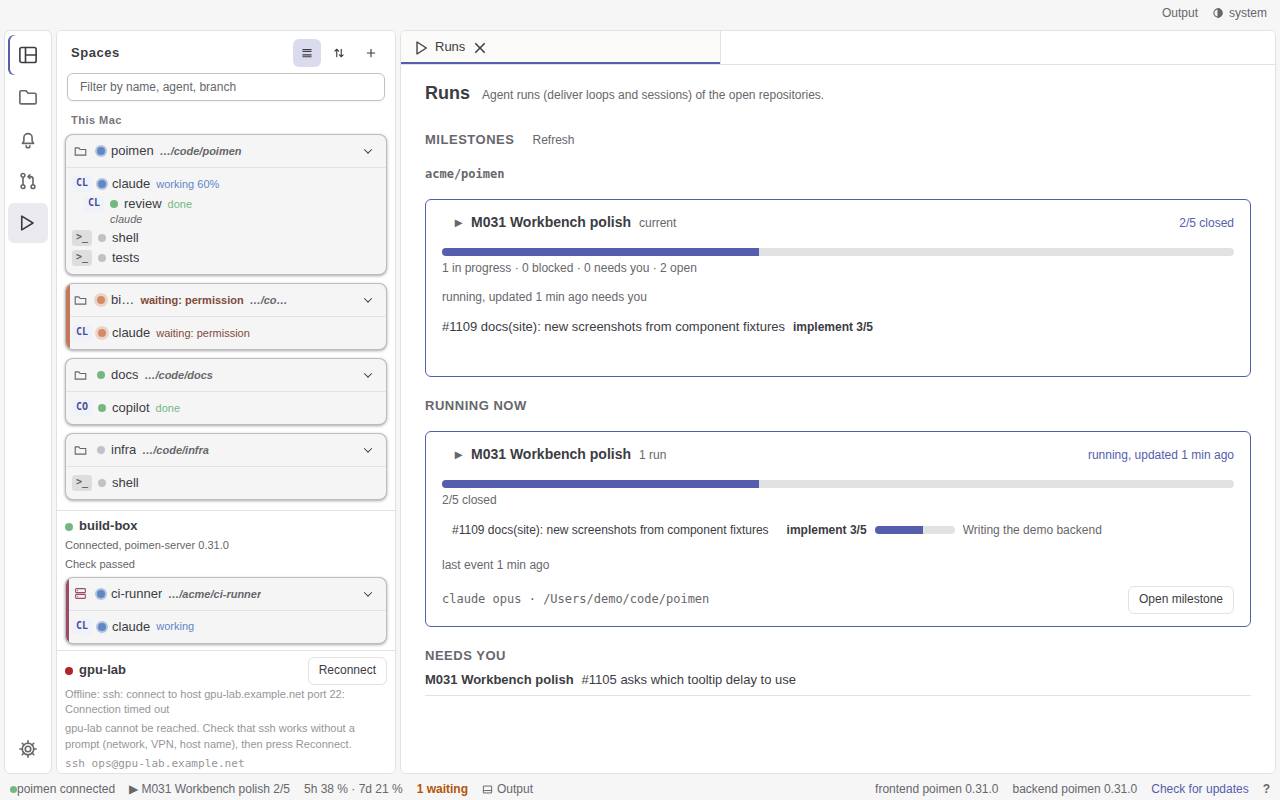 Output system
Spaces
Filter by name, agent, branch
This Mac
poimen …/code/poimen
CL claude working 60%
CL review done
claude
>_ shell
>_ tests
bi… waiting: permission …/co…
CL claude waiting: permission
docs …/code/docs
CO copilot done
infra …/code/infra
>_ shell
build-box
Connected, poimen-server 0.31.0
Check passed
ci-runner …/acme/ci-runner
CL claude working
gpu-lab Reconnect
Offline: ssh: connect to host gpu-lab.example.net port 22:
Connection timed out
gpu-lab cannot be reached. Check that ssh works without a
prompt (network, VPN, host name), then press Reconnect.
ssh ops@gpu-lab.example.net
Runs
Runs Agent runs (deliver loops and sessions) of the open repositories.
MILESTONES Refresh
acme/poimen
▶ M031 Workbench polish current 2/5 closed
1 in progress · 0 blocked · 0 needs you · 2 open
running, updated 1 min ago needs you
#1109 docs(site): new screenshots from component fixtures implement 3/5
RUNNING NOW
▶ M031 Workbench polish 1 run running, updated 1 min ago
2/5 closed
#1109 docs(site): new screenshots from component fixtures implement 3/5 Writing the demo backend
last event 1 min ago
claude opus · /Users/demo/code/poimen Open milestone
NEEDS YOU
M031 Workbench polish #1105 asks which tooltip delay to use
poimen connected ▶ M031 Workbench polish 2/5 5h 38 % · 7d 21 % 1 waiting Output frontend poimen 0.31.0 backend poimen 0.31.0 Check for updates ?